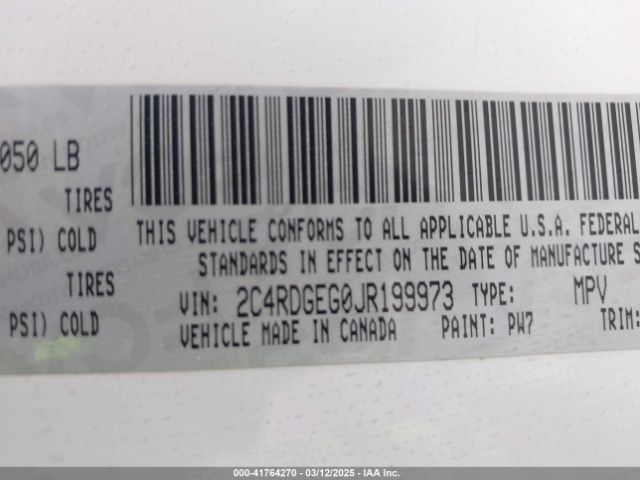 050 LB
TIRES
PSI) COLD
TIRES
PSI) COLD
THIS VEHICLE CONFORMS TO ALL APPLICABLE U.S.A. FEDERAL
STANDARDS IN EFFECT ON THE DATE OF MANUFACTURE S
VIN: 2C4RDGEG0JR199973 TYPE: MPV
VEHICLE MADE IN CANADA PAINT: PW7 TRIM:
000-41764270 - 03/12/2025 - IAA Inc.